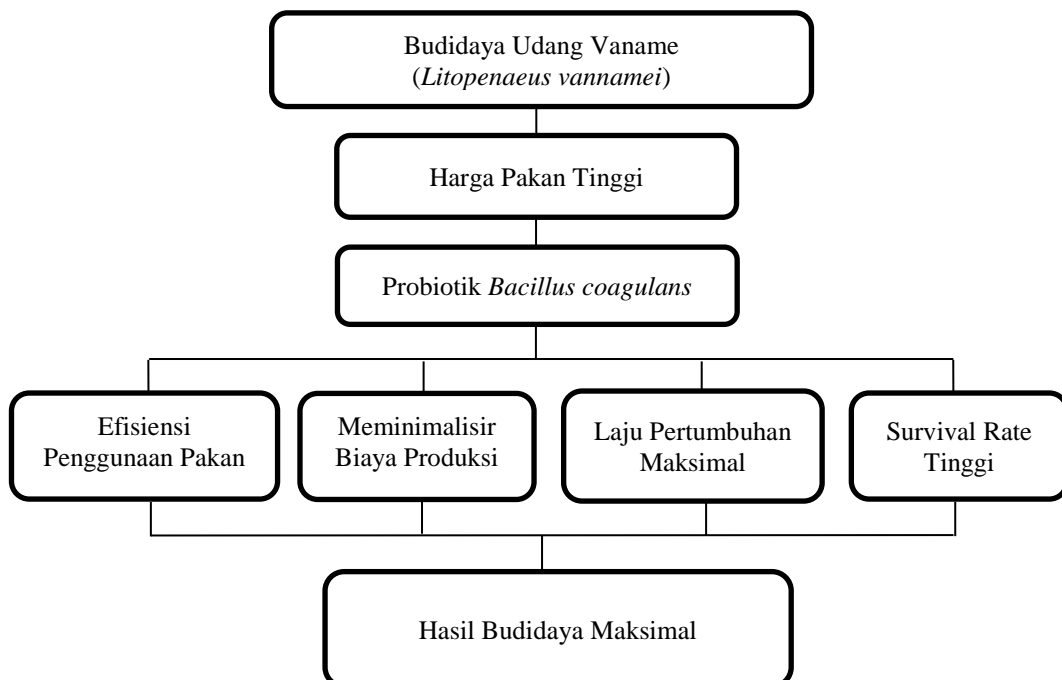 Budidaya Udang Vaname
(Litopenaeus vannamei)
Harga Pakan Tinggi
Probiotik Bacillus coagulans
Efisiensi
Penggunaan Pakan
Meminimalisir
Biaya Produksi
Laju Pertumbuhan
Maksimal
Survival Rate
Tinggi
Hasil Budidaya Maksimal